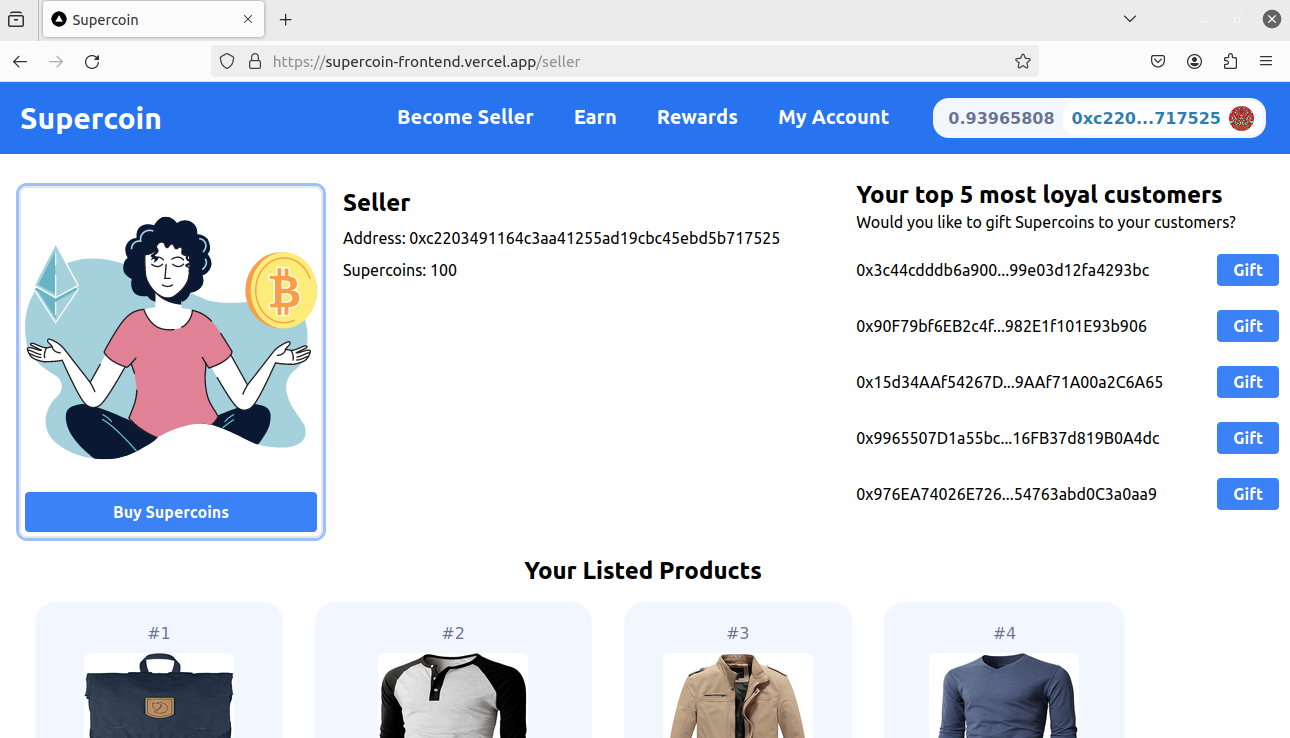 Supercoin
https://supercoin-frontend.vercel.app/seller
Supercoin
Become Seller
Earn
Rewards
My Account
0.93965808
0xc220...717525
Seller
Address: 0xc2203491164c3aa41255ad19cbc45ebd5b717525
Supercoins: 100
Buy Supercoins
Your top 5 most loyal customers
Would you like to gift Supercoins to your customers?
0x3c44cdddb6a900...99e03d12fa4293bc
Gift
0x90F79bf6EB2c4f...982E1f101E93b906
Gift
0x15d34AAf54267D...9AAf71A00a2C6A65
Gift
0x9965507D1a55bc...16FB37d819B0A4dc
Gift
0x976EA74026E726...54763abd0C3a0aa9
Gift
Your Listed Products
#1
#2
#3
#4